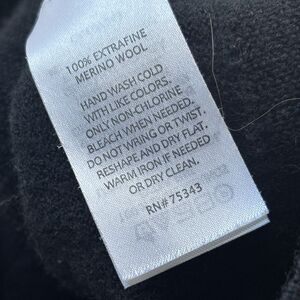 100% EXTRAFINE
MERINO WOOL
HAND WASH COLD
WITH LIKE COLORS.
ONLY NON-CHLORINE
BLEACH WHEN NEEDED.
DO NOT WRING OR TWIST.
RESHAPE AND DRY FLAT.
WARM IRON IF NEEDED
OR DRY CLEAN.
RN# 75343